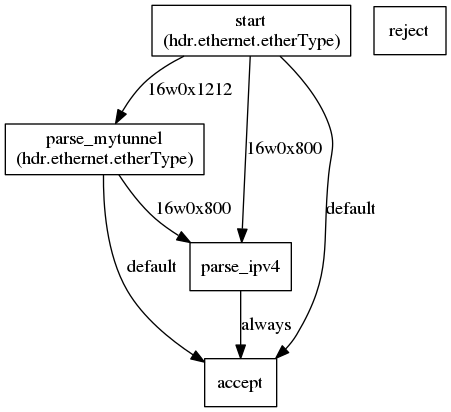 start
(hdr.ethernet.etherType)
reject
16w0x1212
parse_mytunnel
(hdr.ethernet.etherType)
16w0x800
16w0x800
default
default
parse_ipv4
always
accept